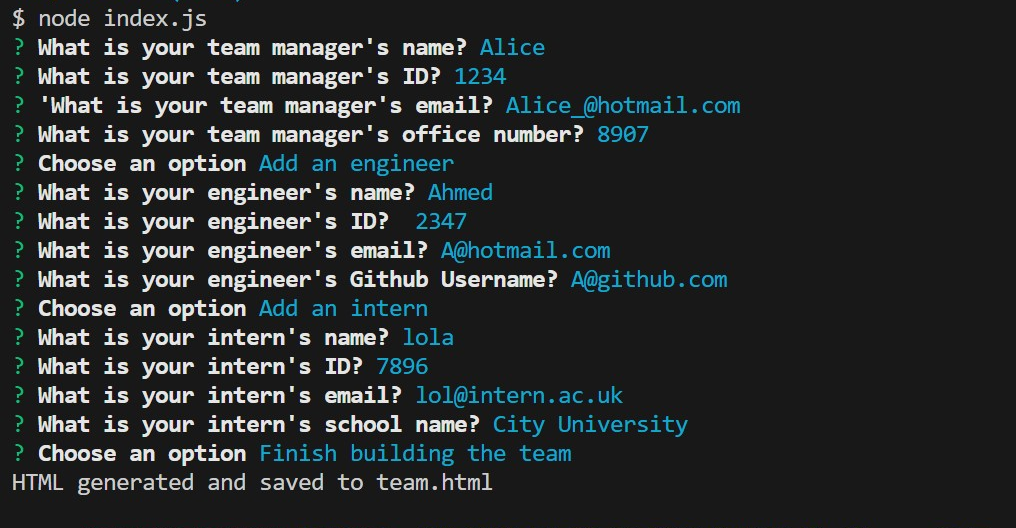 $ node index.js
? What is your team manager's name? Alice
? What is your team manager's ID? 1234
? 'What is your team manager's email? Alice_@hotmail.com
? What is your team manager's office number? 8907
? Choose an option Add an engineer
? What is your engineer's name? Ahmed
? What is your engineer's ID?  2347
? What is your engineer's email? A@hotmail.com
? What is your engineer's Github Username? A@github.com
? Choose an option Add an intern
? What is your intern's name? lola
? What is your intern's ID? 7896
? What is your intern's email? lol@intern.ac.uk
? What is your intern's school name? City University
? Choose an option Finish building the team
HTML generated and saved to team.html